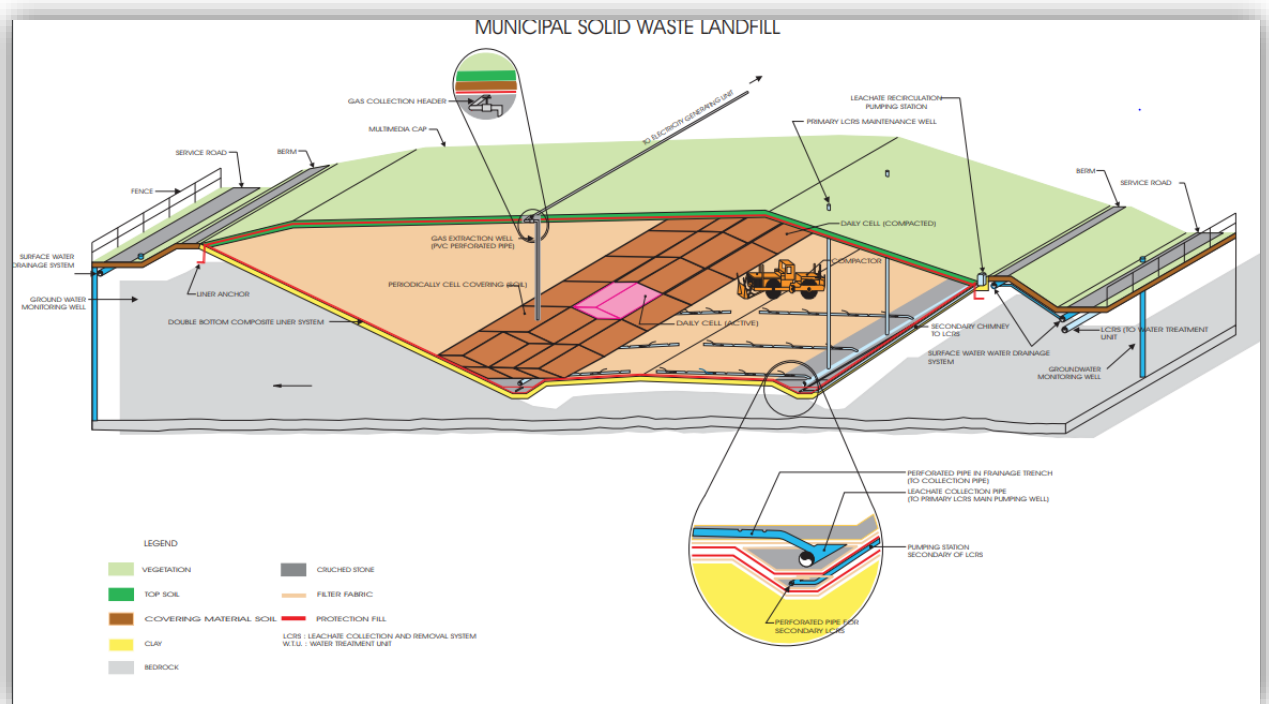 MUNICIPAL SOLID WASTE LANDFILL
GAS COLLECTION HEADER
MULTIMEDIA CAP
TO ELECTRICITY GENERATING UNIT
LEACHATE RECIRCULATION
PUMPING STATION
PRIMARY LCRS MAINTENANCE WELL
SERVICE ROAD
BERM
FENCE
BERM
SERVICE ROAD
SURFACE WATER
DRAINAGE SYSTEM
GROUND WATER
MONITORING WELL
LINER ANCHOR
GAS EXTRACTION WELL
(PVC PERFORATED PIPE)
DAILY CELL (COMPACTED)
COMPACTOR
PERIODICALLY CELL COVERING (SOIL)
DOUBLE BOTTOM COMPOSITE LINER SYSTEM
DAILY CELL (ACTIVE)
SECONDARY CHIMNEY
TO LCRS
LCRS (TO WATER TREATMENT
UNIT
SURFACE WATER WATER DRAINAGE
SYSTEM
GROUNDWATER
MONITORING WELL
PERFORATED PIPE IN FRAINAGE TRENCH
(TO COLLECTION PIPE)
LEACHATE COLLECTION PIPE
(TO PRIMARY LCRS MAIN PUMPING WELL)
PUMPING STATION
SECONDARY OF LCRS
PERFORATED PIPE FOR
SECONDARY LCRS
LEGEND
VEGETATION
TOP SOIL
COVERING MATERIAL SOIL
CLAY
BEDROCK
CRUCHED STONE
FILTER FABRIC
PROTECTION FILL
LCRS : LEACHATE COLLECTION AND REMOVAL SYSTEM
W.T.U. : WATER TREATMENT UNIT